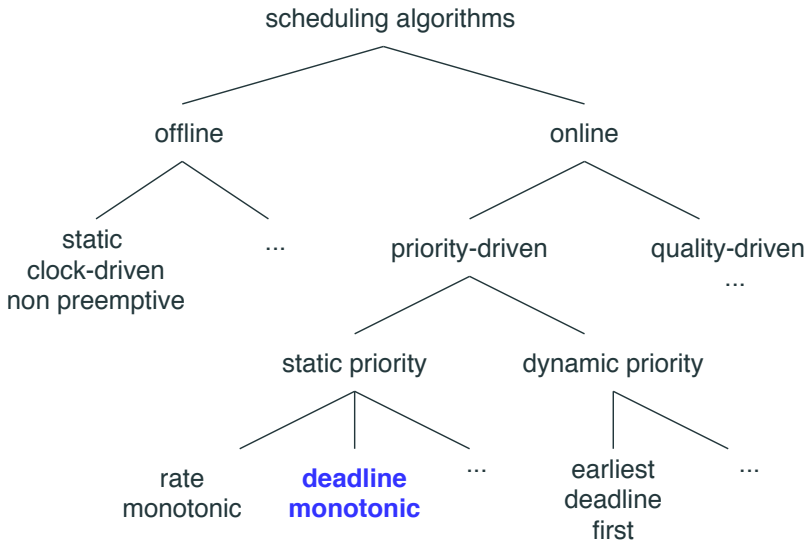 scheduling algorithms
offline
online
static
clock-driven
non preemptive
...
priority-driven
quality-driven
...
static priority
dynamic priority
rate
monotonic
deadline
monotonic
...
earliest
deadline
first
...